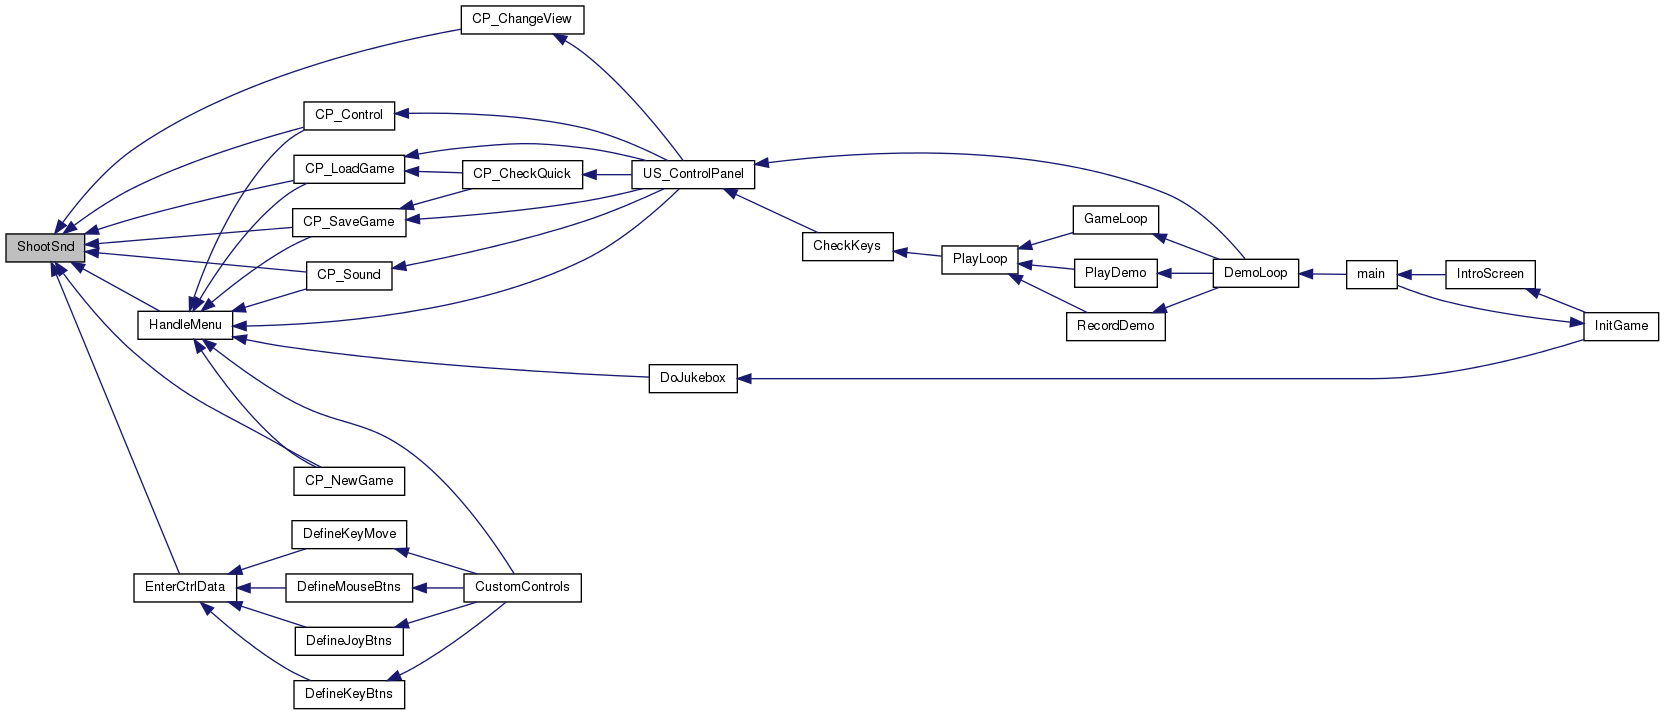 CP_ChangeView
CP_Control
CP_LoadGame
CP_CheckQuick
US_ControlPanel
CP_SaveGame
GameLoop
ShootSnd
CheckKeys
PlayLoop
CP_Sound
PlayDemo
DemoLoop
main
IntroScreen
HandleMenu
RecordDemo
InitGame
DoJukebox
CP_NewGame
DefineKeyMove
EnterCtrlData
DefineMouseBtns
CustomControls
DefineJoyBtns
DefineKeyBtns